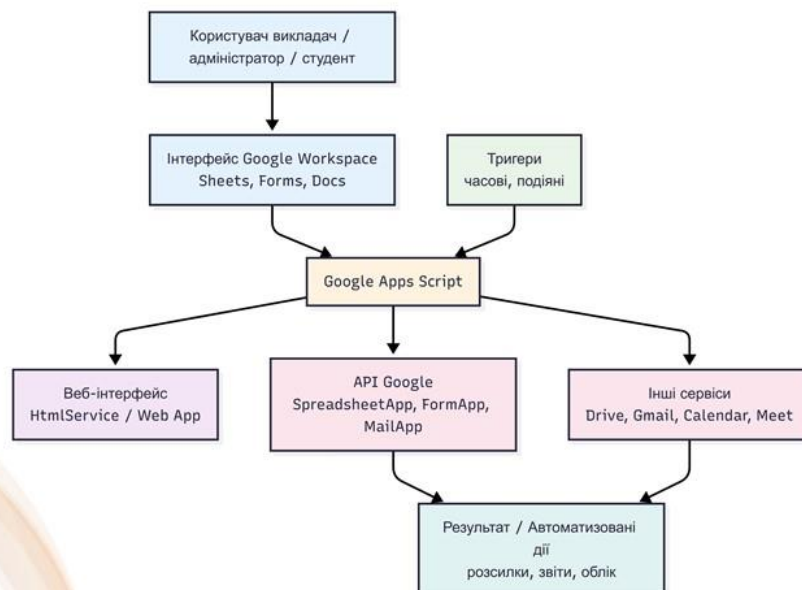 Користувач викладач /
адміністратор / студент
Інтерфейс Google Workspace
Sheets, Forms, Docs
Тригери
часові, подіяні
Google Apps Script
Веб-інтерфейс
HtmlService / Web App
API Google
SpreadsheetApp, FormApp,
MailApp
Інші сервіси
Drive, Gmail, Calendar, Meet
Результат / Автоматизовані
дії
розсилки, звіти, облік